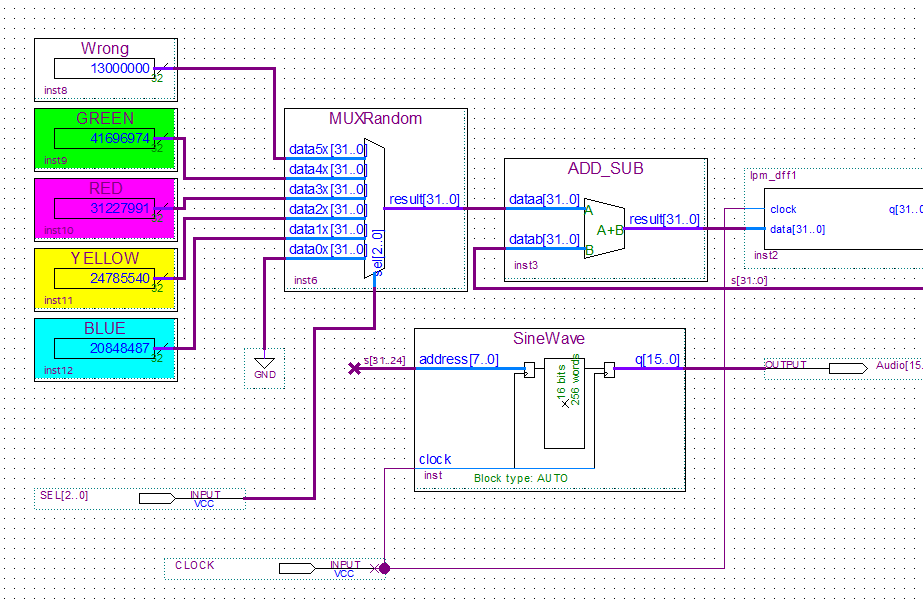 Wrong
13000000
32
inst8
GREEN
41696974
32
inst9
RED
31227991
32
inst10
YELLOW
24785540
32
inst11
BLUE
20848487
32
inst12
MUXRandom
data5x[31..0]
data4x[31..0]
data3x[31..0]
data2x[31..0]
data1x[31..0]
data0x[31..0]
sel[2..0]
result[31..0]
inst6
GND
ADD_SUB
dataa[31..0]
A
datab[31..0]
B
A+B
result[31..0]
inst3
lpm_dff1
clock
data[31..0]
q[31..0
inst2
s[31..0]
SineWave
s[31..24]
address[7..0]
q[15..0]
16 bits
256 words
clock
inst
Block type: AUTO
OUTPUT
Audio[15.
SEL[2..0]
INPUT
VCC
CLOCK
INPUT
VCC